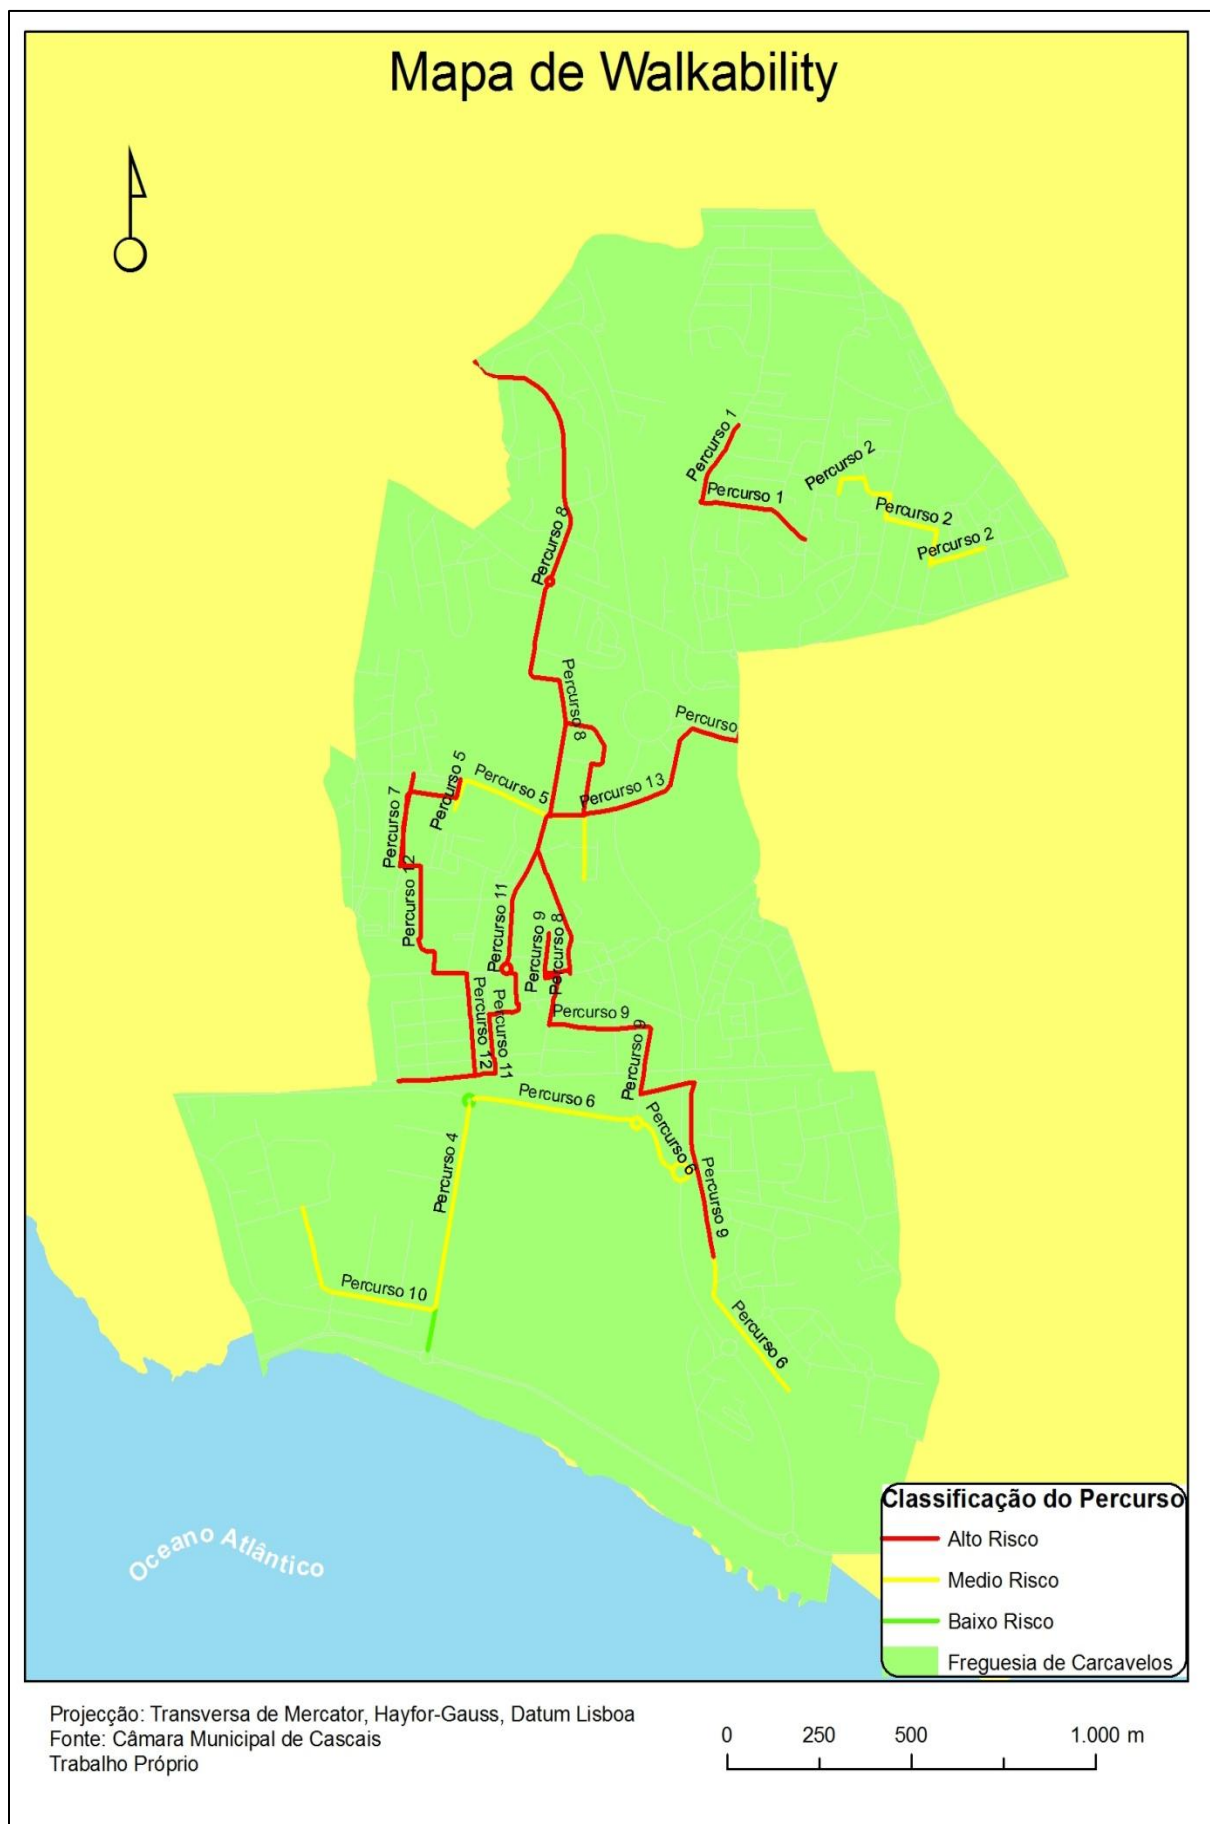 Mapa de Walkability
Percurso 1
Percurso 1
Percurso 2
Percurso 2
Percurso 2
Percurso 8
Percurso 8
Percurso
Percurso 5
Percurso 5
Percurso 13
Percurso 7
Percurso 12
Percurso 11
Percurso 9
Percurso 8
Percurso 9
Percurso 12
Percurso 11
Percurso 9
Percurso 6
Percurso 6
Percurso 4
Percurso 9
Percurso 10
Percurso 6
Oceano Atlântico
Classificação do Percurso
Alto Risco
Medio Risco
Baixo Risco
Freguesia de Carcavelos
Projecção: Transversa de Mercator, Hayfor-Gauss, Datum Lisboa
Fonte: Câmara Municipal de Cascais
Trabalho Próprio
0 250 500 1.000 m